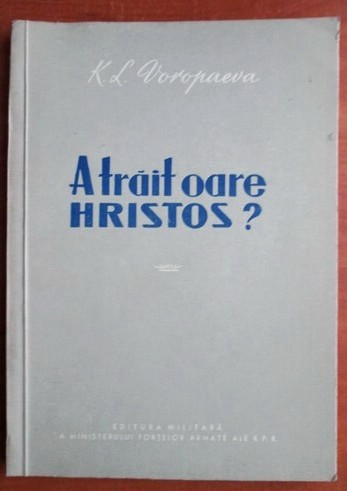 K. L. Voropaeva
A trăit oare
HRISTOS?
EDITURA MILITARĂ
A MINISTERULUI FORȚELOR ARMATE ALE R.P.R.